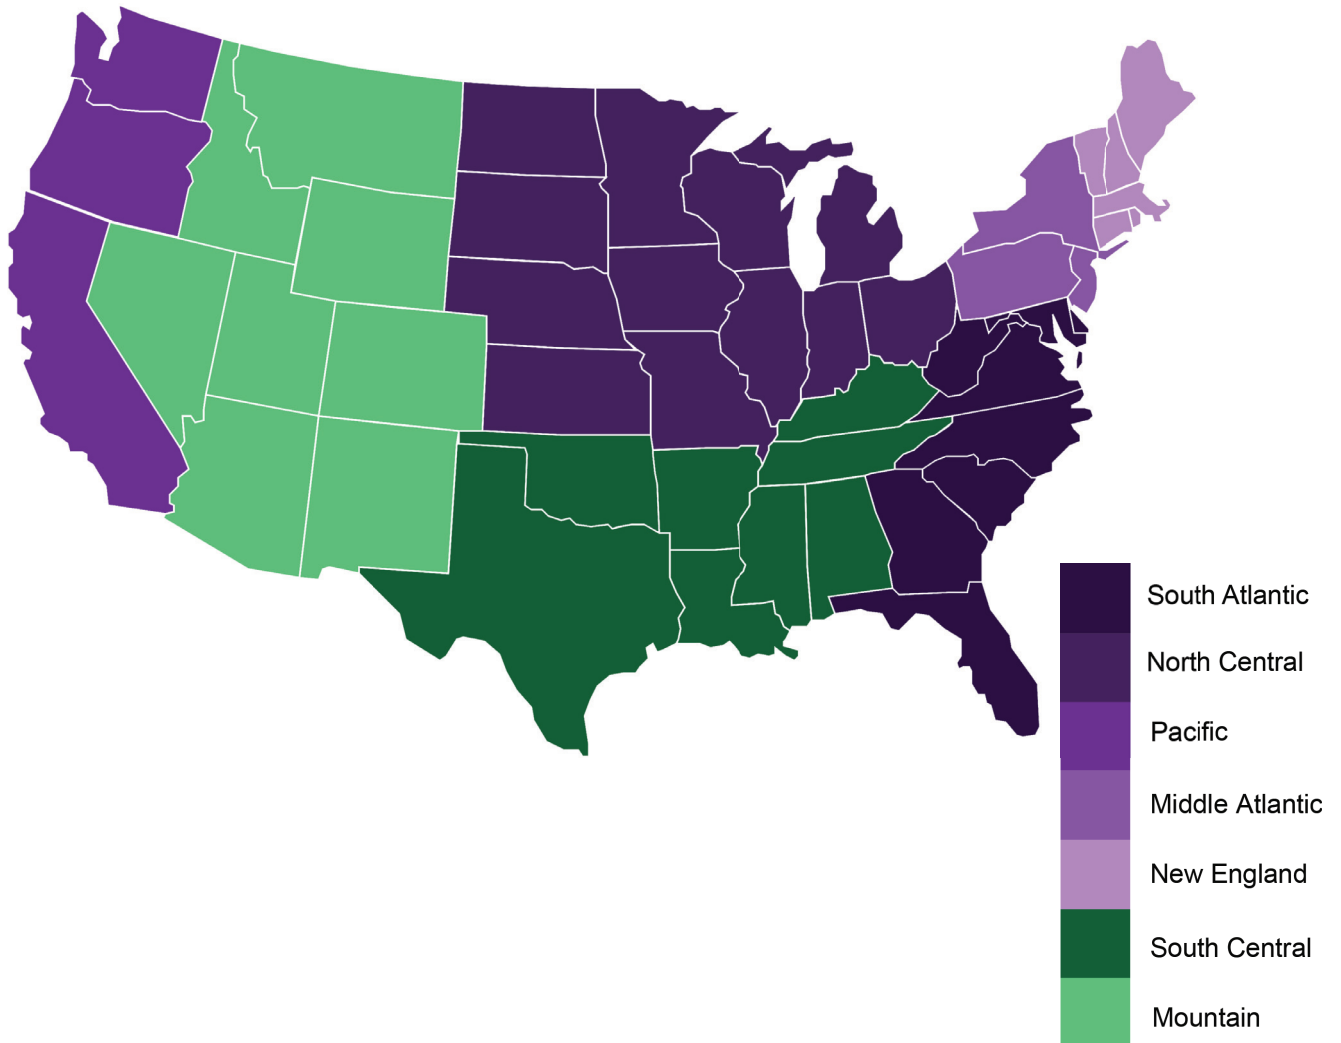 South Atlantic
North Central
Pacific
Middle Atlantic
New England
South Central
Mountain